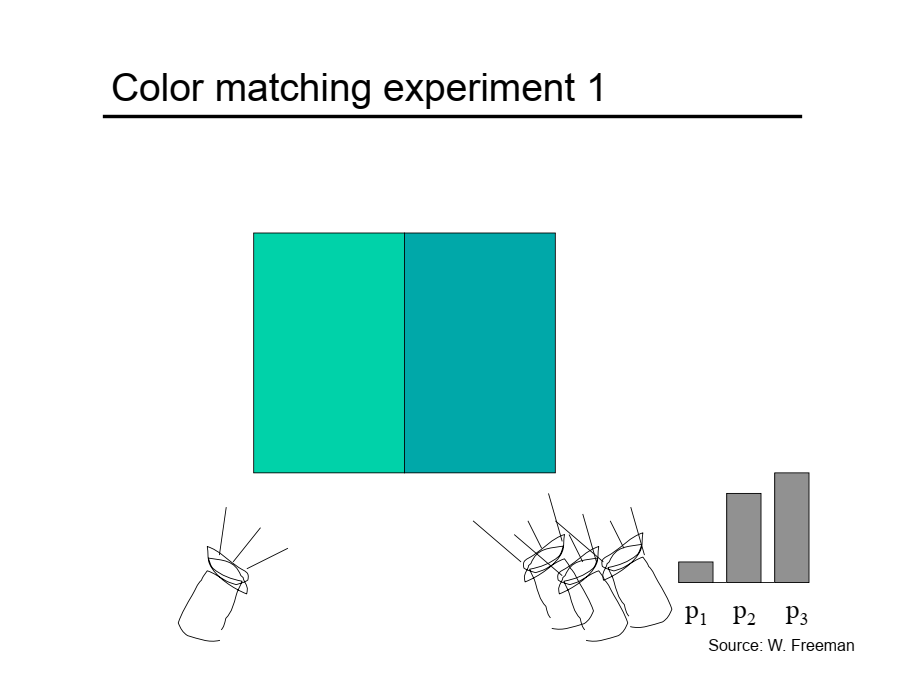 Color matching experiment 1
p₁ p₂ p₃
Source: W. Freeman